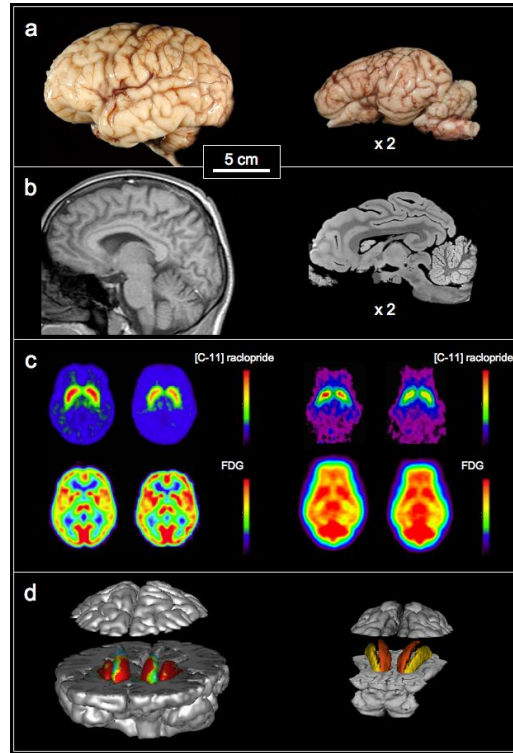 a
x 2
5 cm
b
x 2
c
[C-11] raclopride
[C-11] raclopride
FDG
FDG
d